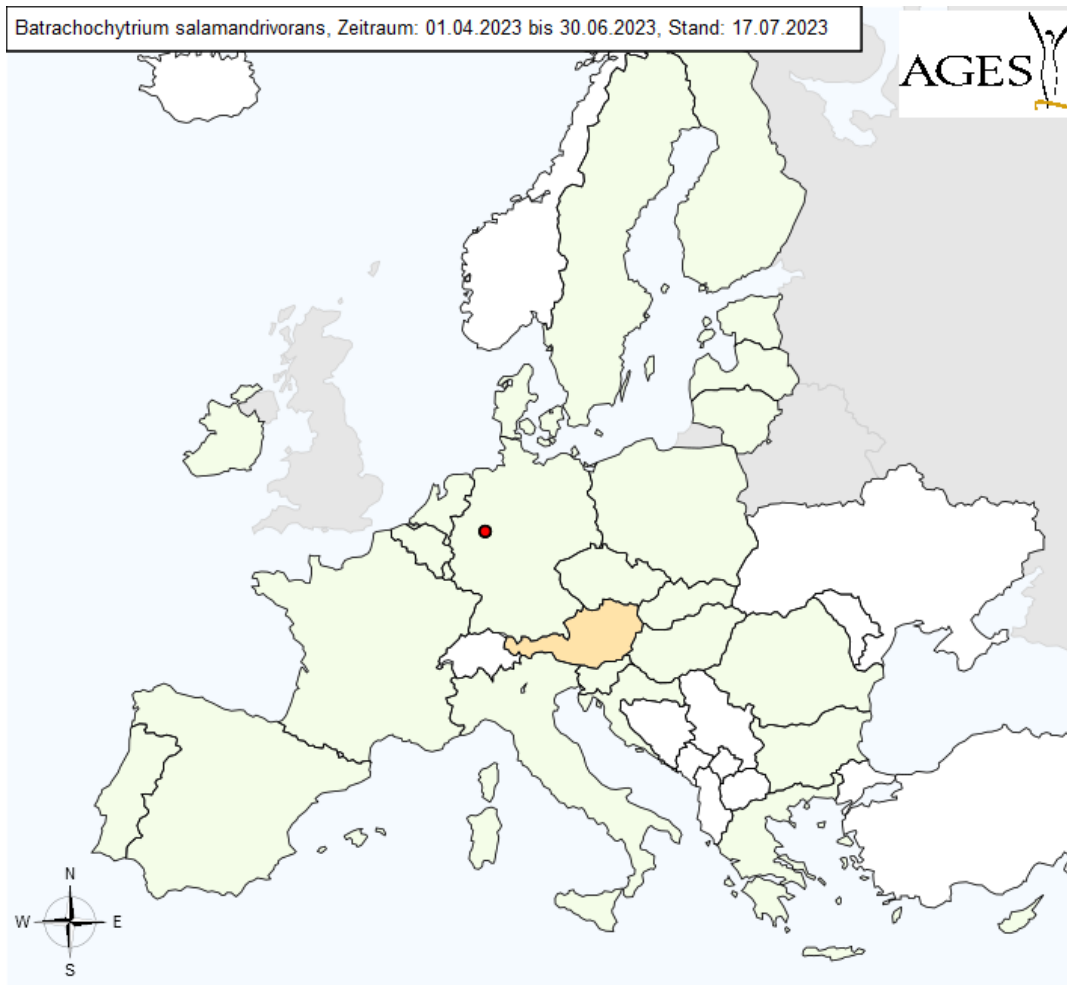 Batrachochytrium salamandrivorans, Zeitraum: 01.04.2023 bis 30.06.2023, Stand: 17.07.2023
AGES
N
W E
S